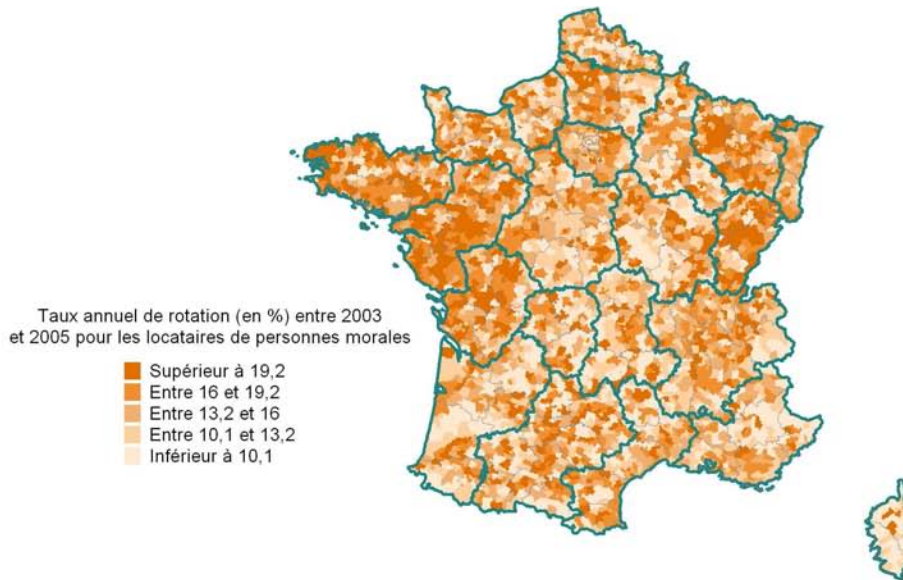 Taux annuel de rotation (en %) entre 2003
et 2005 pour les locataires de personnes morales
Supérieur à 19,2
Entre 16 et 19,2
Entre 13,2 et 16
Entre 10,1 et 13,2
Inférieur à 10,1